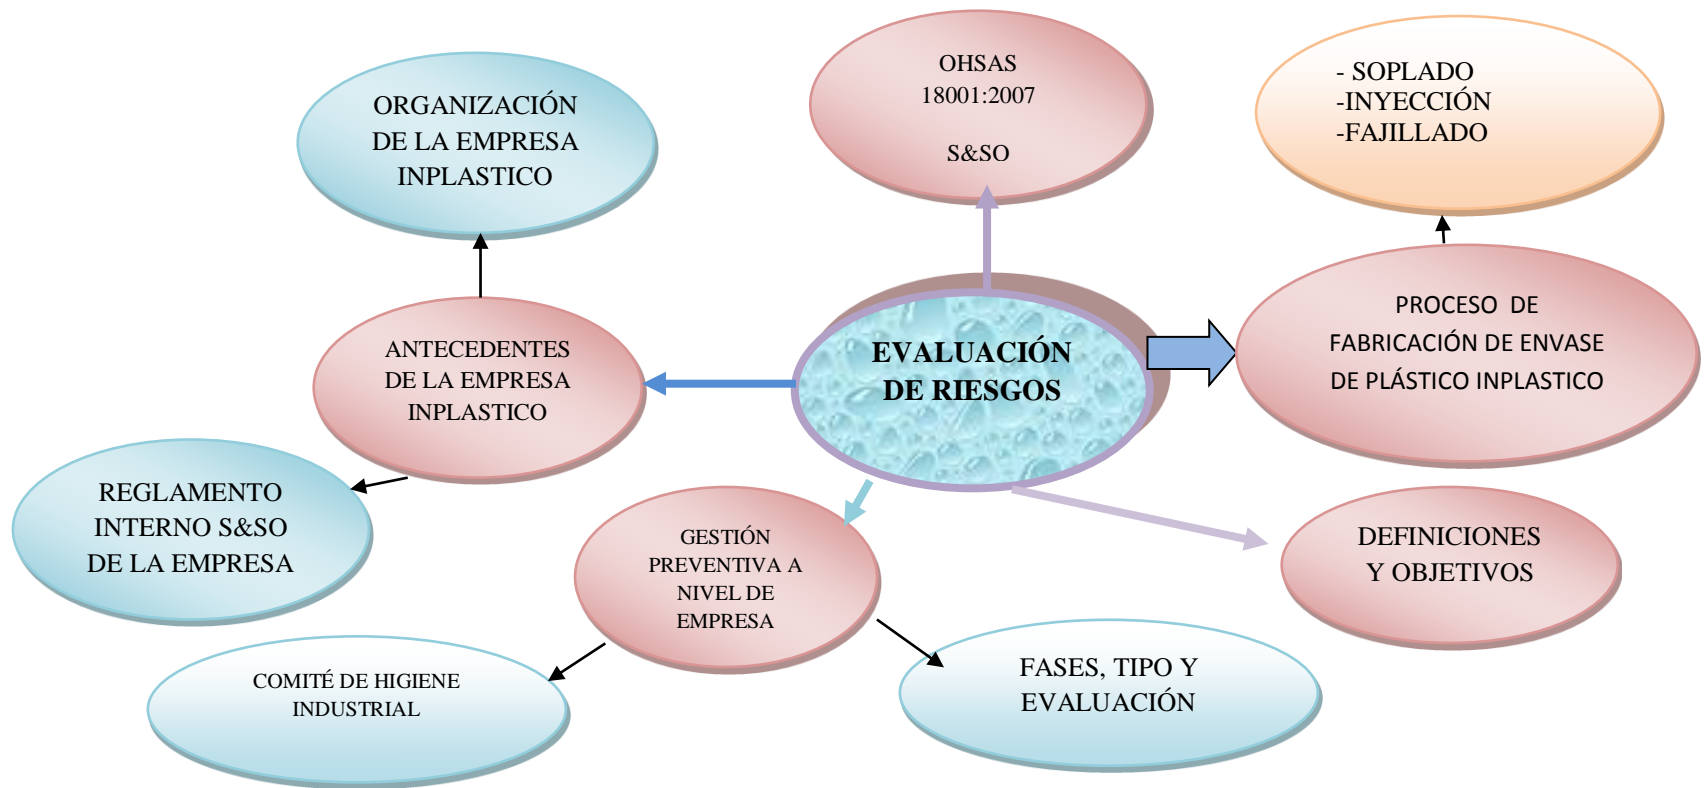 OHSAS
18001:2007
S&SO
- SOPLADO
-INYECCIÓN
-FAJILLADO
ORGANIZACIÓN
DE LA EMPRESA
INPLASTICO
PROCESO DE
FABRICACIÓN DE ENVASE
DE PLÁSTICO INPLASTICO
EVALUACIÓN
DE RIESGOS
ANTECEDENTES
DE LA EMPRESA
INPLASTICO
REGLAMENTO
INTERNO S&SO
DE LA EMPRESA
GESTIÓN
PREVENTIVA A
NIVEL DE
EMPRESA
DEFINICIONES
Y OBJETIVOS
COMITÉ DE HIGIENE
INDUSTRIAL
FASES, TIPO Y
EVALUACIÓN